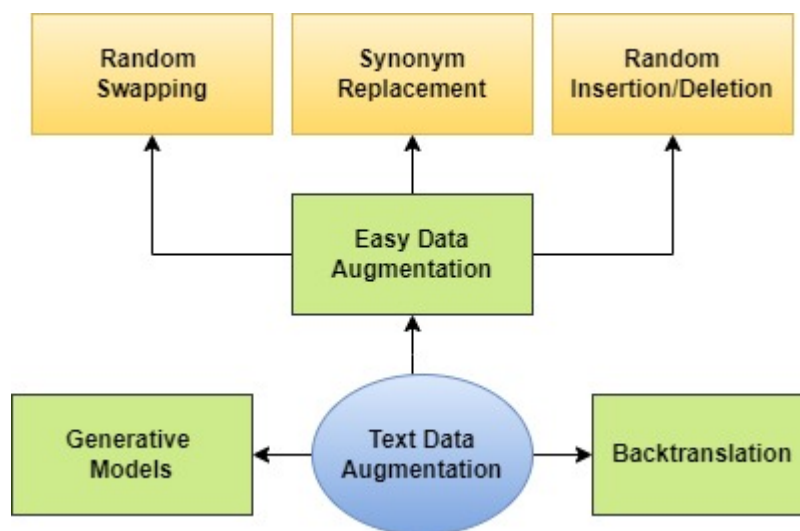 Random
Swapping
Synonym
Replacement
Random
Insertion/Deletion
Easy Data
Augmentation
Generative
Models
Text Data
Augmentation
Backtranslation